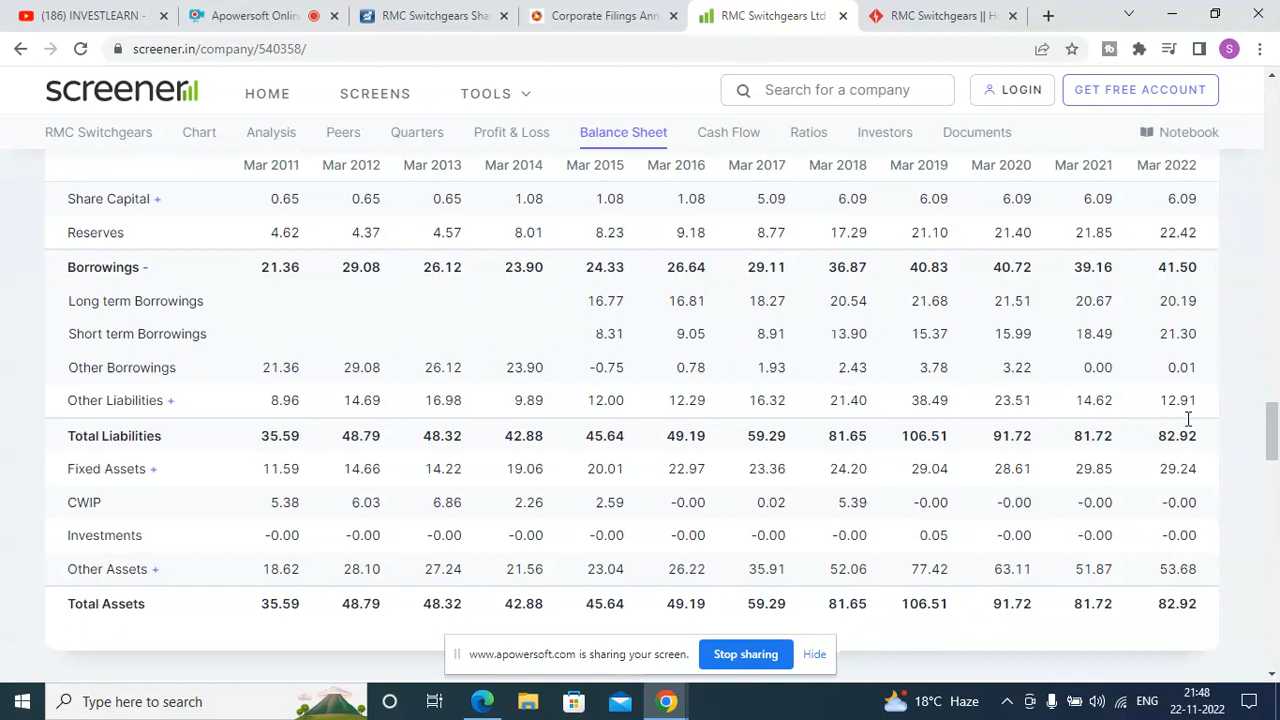 (186) INVESTLEARN -
Apowersoft Onlin
RMC Switchgears Sha
Corporate Filings Ann
RMC Switchgears Ltd
RMC Switchgears || Ho
screener.in/company/540358/
S
screener
HOME
SCREENS
TOOLS
Search for a company
LOGIN
GET FREE ACCOUNT
RMC Switchgears Chart Analysis Peers Quarters Profit & Loss Balance Sheet Cash Flow Ratios Investors Documents Notebook
Mar 2011 Mar 2012 Mar 2013 Mar 2014 Mar 2015 Mar 2016 Mar 2017 Mar 2018 Mar 2019 Mar 2020 Mar 2021 Mar 2022
Share Capital + 0.65 0.65 0.65 1.08 1.08 1.08 5.09 6.09 6.09 6.09 6.09 6.09
Reserves 4.62 4.37 4.57 8.01 8.23 9.18 8.77 17.29 21.10 21.40 21.85 22.42
Borrowings - 21.36 29.08 26.12 23.90 24.33 26.64 29.11 36.87 40.83 40.72 39.16 41.50
Long term Borrowings 16.77 16.81 18.27 20.54 21.68 21.51 20.67 20.19
Short term Borrowings 8.31 9.05 8.91 13.90 15.37 15.99 18.49 21.30
Other Borrowings 21.36 29.08 26.12 23.90 -0.75 0.78 1.93 2.43 3.78 3.22 0.00 0.01
Other Liabilities + 8.96 14.69 16.98 9.89 12.00 12.29 16.32 21.40 38.49 23.51 14.62 12.91
Total Liabilities 35.59 48.79 48.32 42.88 45.64 49.19 59.29 81.65 106.51 91.72 81.72 82.92
Fixed Assets + 11.59 14.66 14.22 19.06 20.01 22.97 23.36 24.20 29.04 28.61 29.85 29.24
CWIP 5.38 6.03 6.86 2.26 2.59 -0.00 0.02 5.39 -0.00 -0.00 -0.00 -0.00
Investments -0.00 -0.00 -0.00 -0.00 -0.00 -0.00 -0.00 -0.00 0.05 -0.00 -0.00 -0.00
Other Assets + 18.62 28.10 27.24 21.56 23.04 26.22 35.91 52.06 77.42 63.11 51.87 53.68
Total Assets 35.59 48.79 48.32 42.88 45.64 49.19 59.29 81.65 106.51 91.72 81.72 82.92
www.apowersoft.com is sharing your screen.
Stop sharing
Hide
Type here to search
18°C Haze
ENG
21:48
22-11-2022